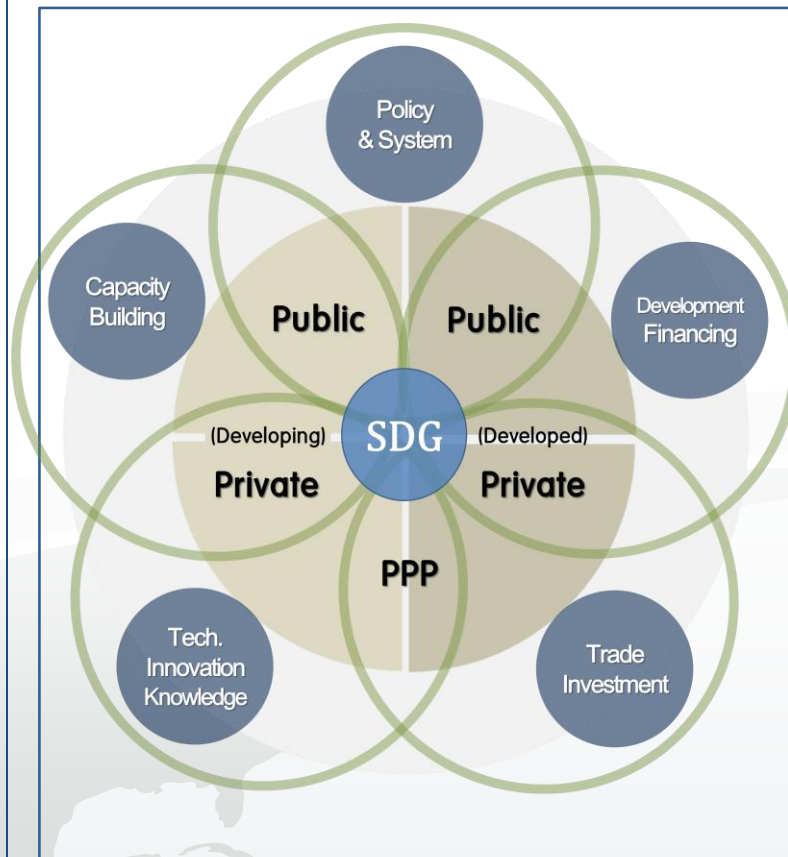 Policy
& System
Capacity
Building
Development
Financing
Public
Public
(Developing)
SDG
(Developed)
Private
Private
PPP
Tech.
Innovation
Knowledge
Trade
Investment